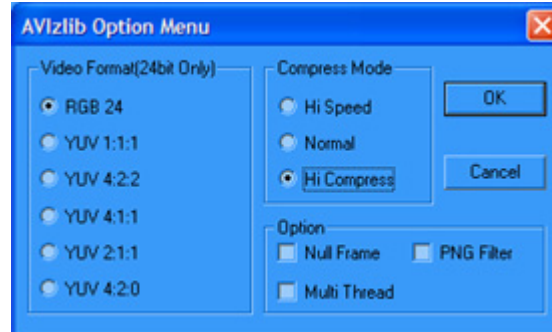 AVIzlib Option Menu
Video Format(24bit Only)
RGB 24
YUV 1:1:1
YUV 4:2:2
YUV 4:1:1
YUV 2:1:1
YUV 4:2:0
Compress Mode
Hi Speed
Normal
Hi Compress
OK
Cancel
Option
Null Frame
PNG Filter
Multi Thread